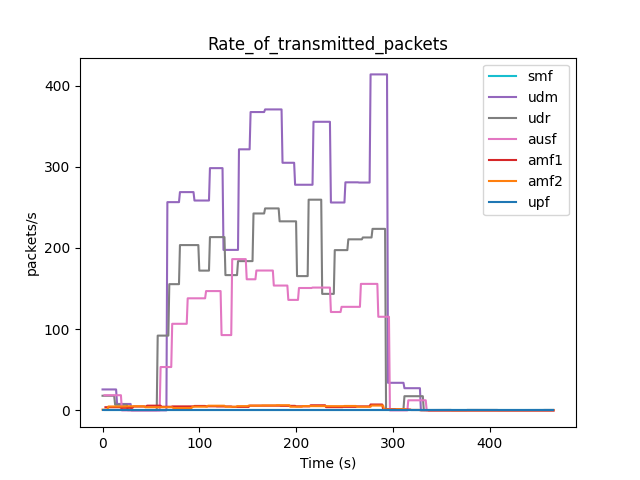 Rate_of_transmitted_packets
packets/s
400
300
200
100
0
0
100
200
300
400
Time (s)
smf
udm
udr
ausf
amf1
amf2
upf